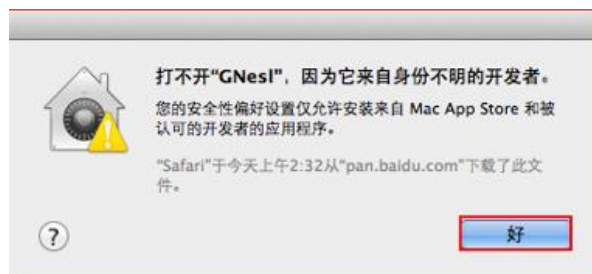 打不开“GNesl”，因为它来自身份不明的开发者。
您的安全性偏好设置仅允许安装来自 Mac App Store 和被
认可的开发者的应用程序。
“Safari”于今天上午2:32从“pan.baidu.com”下载了此文
件。
?
好